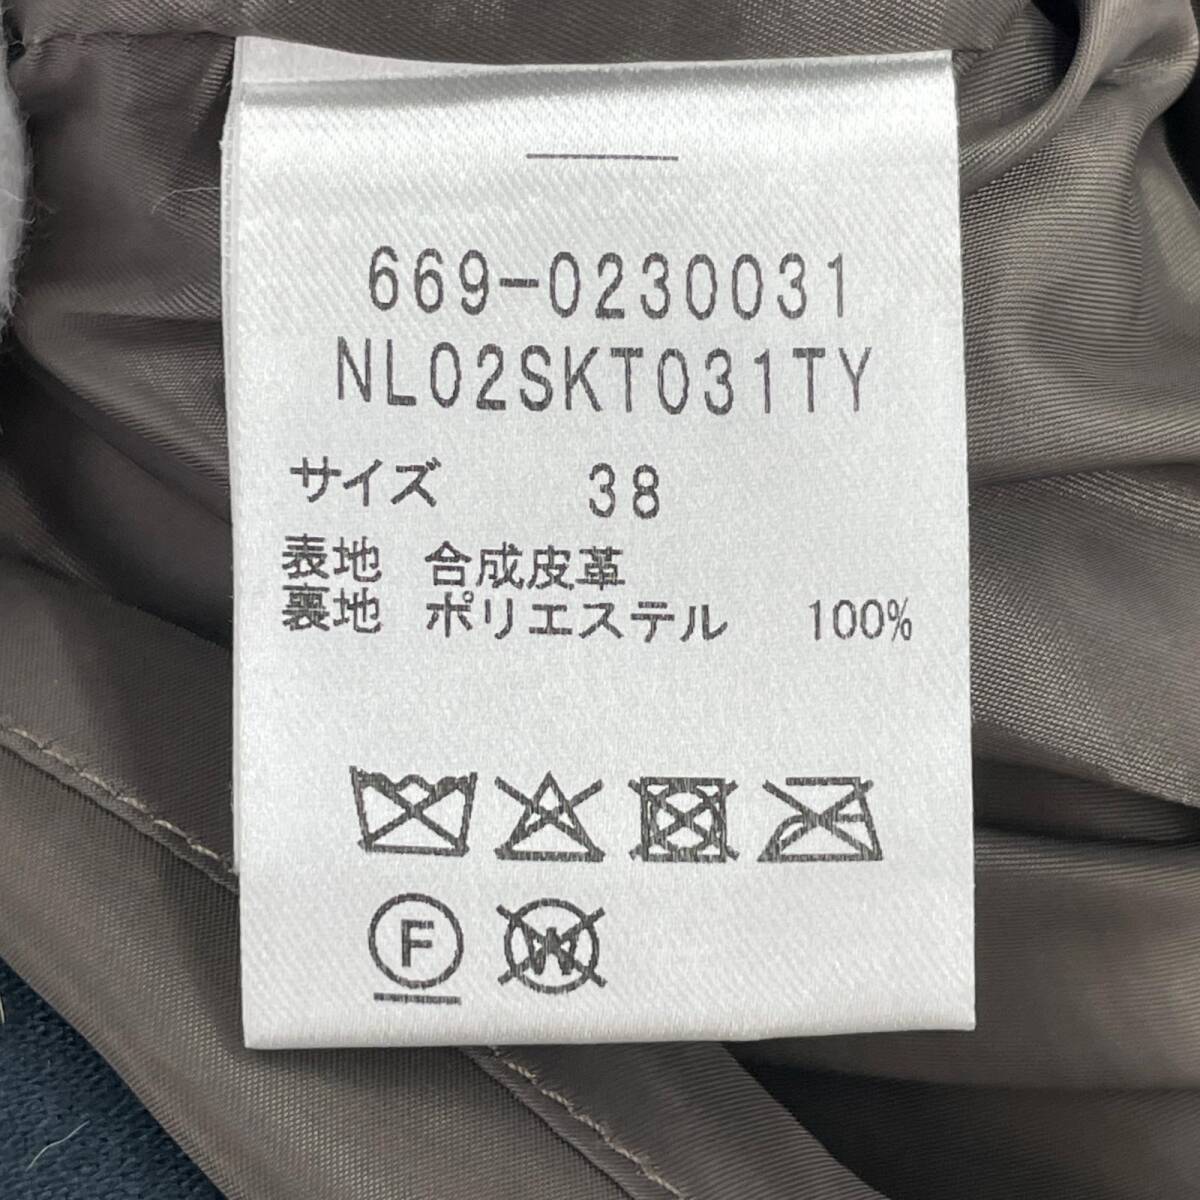 669-0230031
NL02SKT031TY
サイズ 38
表地 合成皮革
裏地 ポリエステル 100%
F W